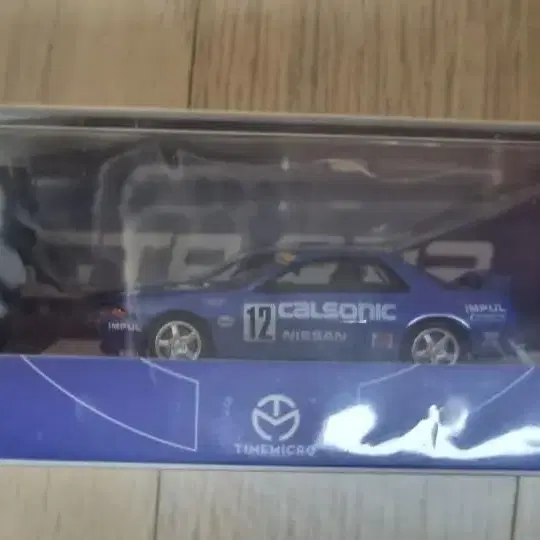 12
calsonic
NISSAN
IMPUL
IMPUL
TIMEMICRO